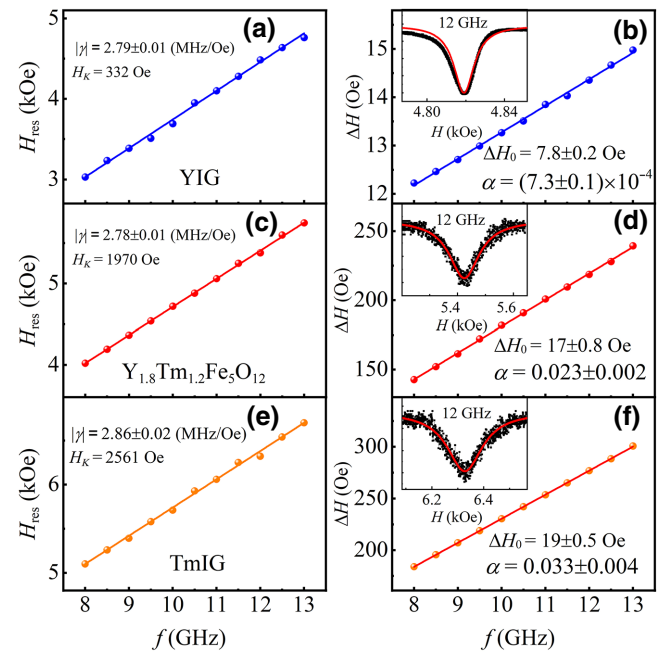 (a)
|γ| = 2.79±0.01 (MHz/Oe)
H_K = 332 Oe
5
4
3
H_res (kOe)
YIG
(b)
12 GHz
4.80 4.84
H (kOe)
15
14
13
12
ΔH (Oe)
ΔH_0 = 7.8±0.2 Oe
α = (7.3±0.1)×10^-4
(c)
|γ| = 2.78±0.01 (MHz/Oe)
H_K = 1970 Oe
5
4
H_res (kOe)
Y_1.8Tm_1.2Fe_5O_12
(d)
12 GHz
5.4 5.6
H (kOe)
250
200
150
ΔH (Oe)
ΔH_0 = 17±0.8 Oe
α = 0.023±0.002
(e)
|γ| = 2.86±0.02 (MHz/Oe)
H_K = 2561 Oe
6
5
H_res (kOe)
TmIG
8 9 10 11 12 13
f (GHz)
(f)
12 GHz
6.2 6.4
H (kOe)
300
250
200
ΔH (Oe)
ΔH_0 = 19±0.5 Oe
α = 0.033±0.004
8 9 10 11 12 13
f (GHz)